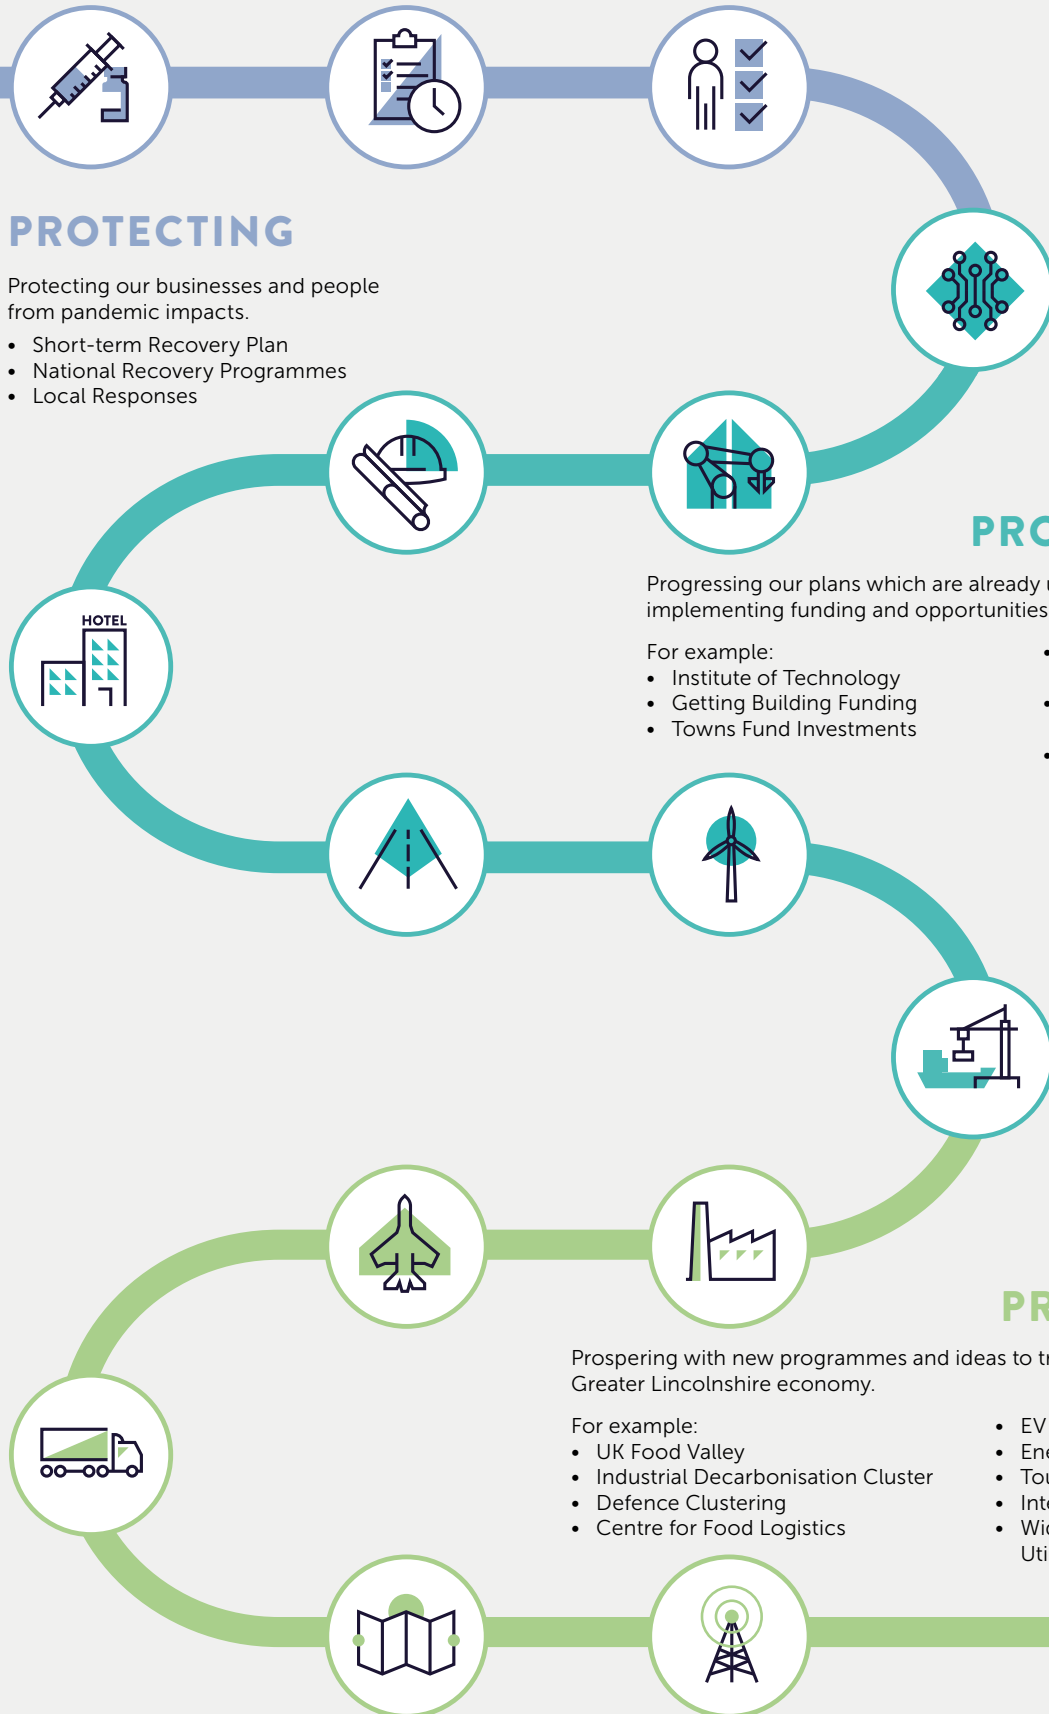 PROTECTING
Protecting our businesses and people
from pandemic impacts.
• Short-term Recovery Plan
• National Recovery Programmes
• Local Responses
HOTEL
Progressing our plans which are already
implementing funding and opportunities
For example:
• Institute of Technology
• Getting Building Funding
• Towns Fund Investments
Prospering with new programmes and ideas to
Greater Lincolnshire economy.
For example:
• UK Food Valley
• Industrial Decarbonisation Cluster
• Defence Clustering
• Centre for Food Logistics
• EV